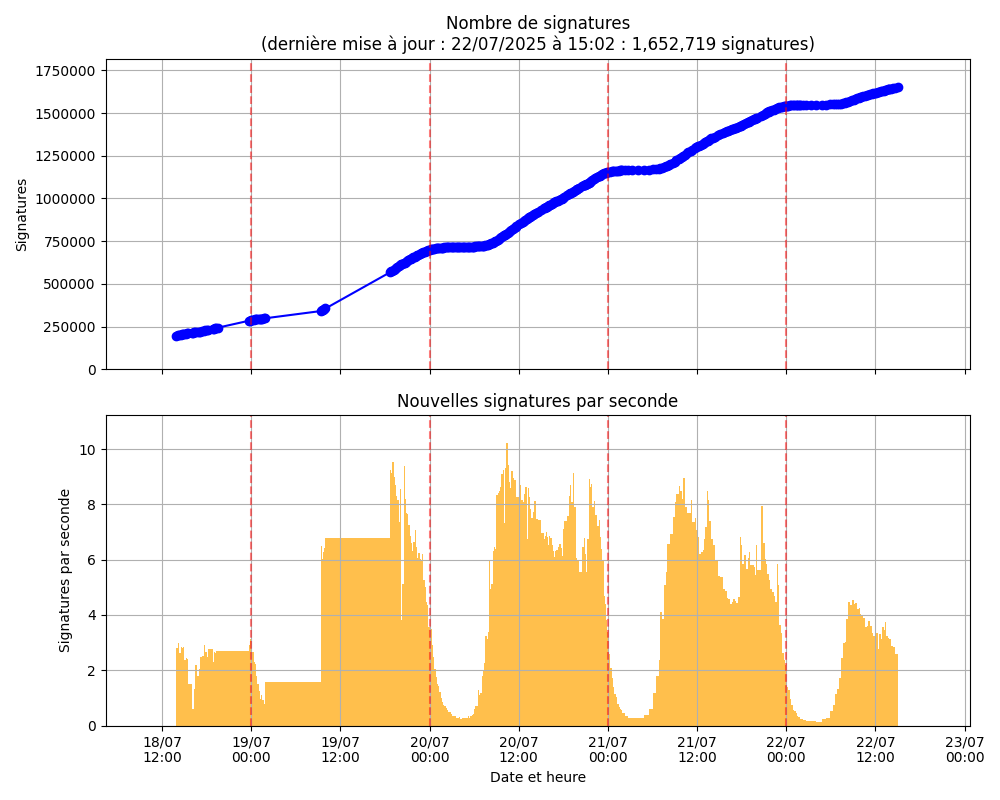 Nombre de signatures
(dernière mise à jour : 22/07/2025 à 15:02 : 1,652,719 signatures)
1750000
1500000
1250000
1000000
750000
500000
250000
0
Signatures
Nouvelles signatures par seconde
10
8
6
4
2
0
Signatures par seconde
18/07 19/07 19/07 20/07 20/07 21/07 21/07 22/07 22/07 23/07
12:00 00:00 12:00 00:00 12:00 00:00 12:00 00:00 12:00 00:00
Date et heure